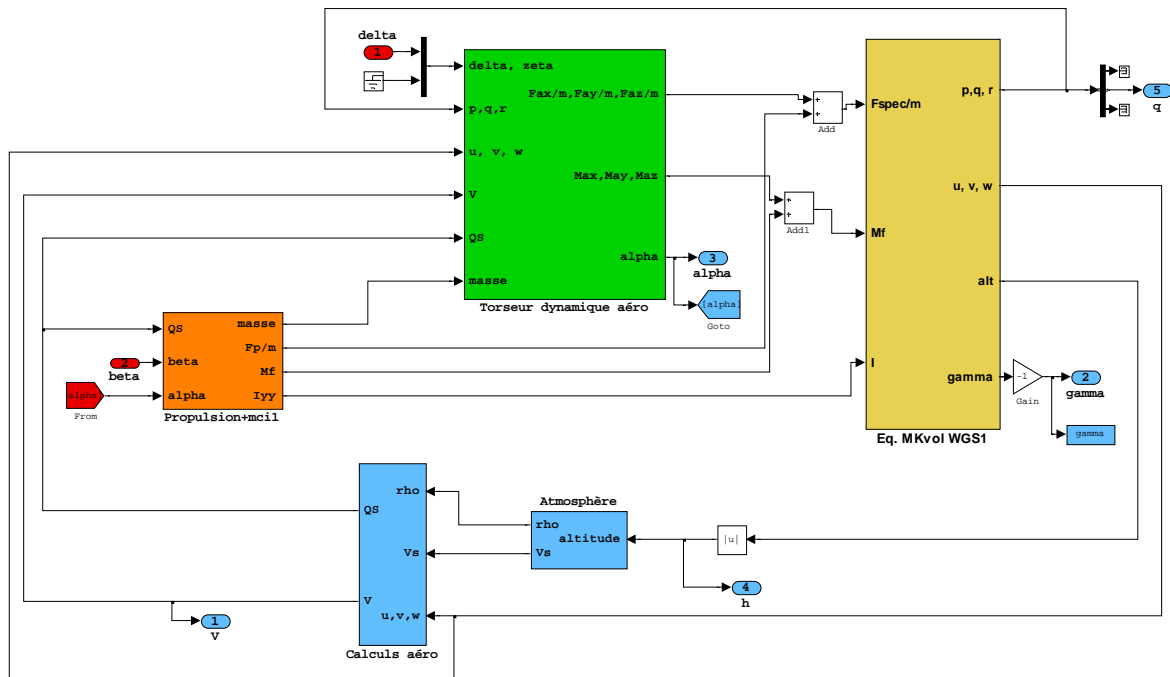 delta
1
delta, zeta
p,q,r
u, v, w
V
QS
masse
Fax/m,Fay/m,Faz/m
Max,May,Maz
alpha
Torseur dynamique aéro
+
+
Add
+
+
Add1
3
alpha
[alpha]
Goto
Fspec/m
Mf
I
p,q, r
u, v, w
alt
gamma
Eq. MKvol WGS1
5
q
-1
Gain
2
gamma
gamma
QS
beta
alpha
masse
Fp/m
Mf
Iyy
Propulsion+mci1
2
beta
From
rho
QS
Vs
V
u,v,w
Calculs aéro
Atmosphère
rho
altitude
Vs
|u|
4
h
1
V